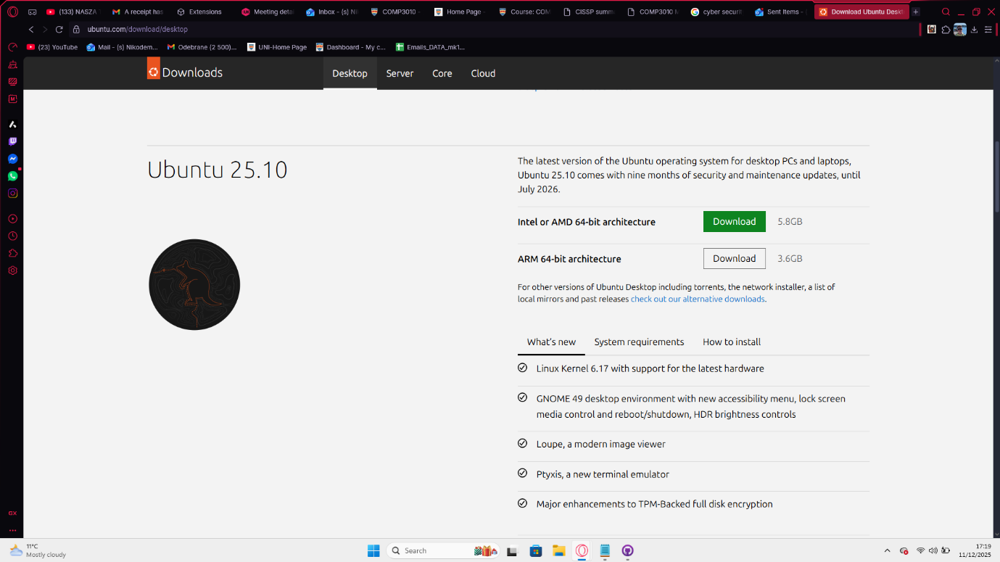 (133) NASZA
A receipt has
Extensions
Meeting deta
Inbox - (s) Ni
COMP3010 -
Home Page -
Course: COM
CISSP summ
COMP3010 M
cyber securit
Sent Items - (
Download Ubuntu Deskt
ubuntu.com/download/desktop
(23) YouTube
Mail - (s) Nikodem...
Odebrane (2 500)...
UNI-Home Page
Dashboard - My c...
Emails_DATA_mk1...
Downloads
Desktop
Server
Core
Cloud
Ubuntu 25.10
The latest version of the Ubuntu operating system for desktop PCs and laptops,
Ubuntu 25.10 comes with nine months of security and maintenance updates, until
July 2026.
Intel or AMD 64-bit architecture
Download
5.8GB
ARM 64-bit architecture
Download
3.6GB
For other versions of Ubuntu Desktop including torrents, the network installer, a list of
local mirrors and past releases check out our alternative downloads.
What's new
System requirements
How to install
Linux Kernel 6.17 with support for the latest hardware
GNOME 49 desktop environment with new accessibility menu, lock screen
media control and reboot/shutdown, HDR brightness controls
Loupe, a modern image viewer
Ptyxis, a new terminal emulator
Major enhancements to TPM-Backed full disk encryption
GX
11°C
Mostly cloudy
Search
17:19
11/12/2025